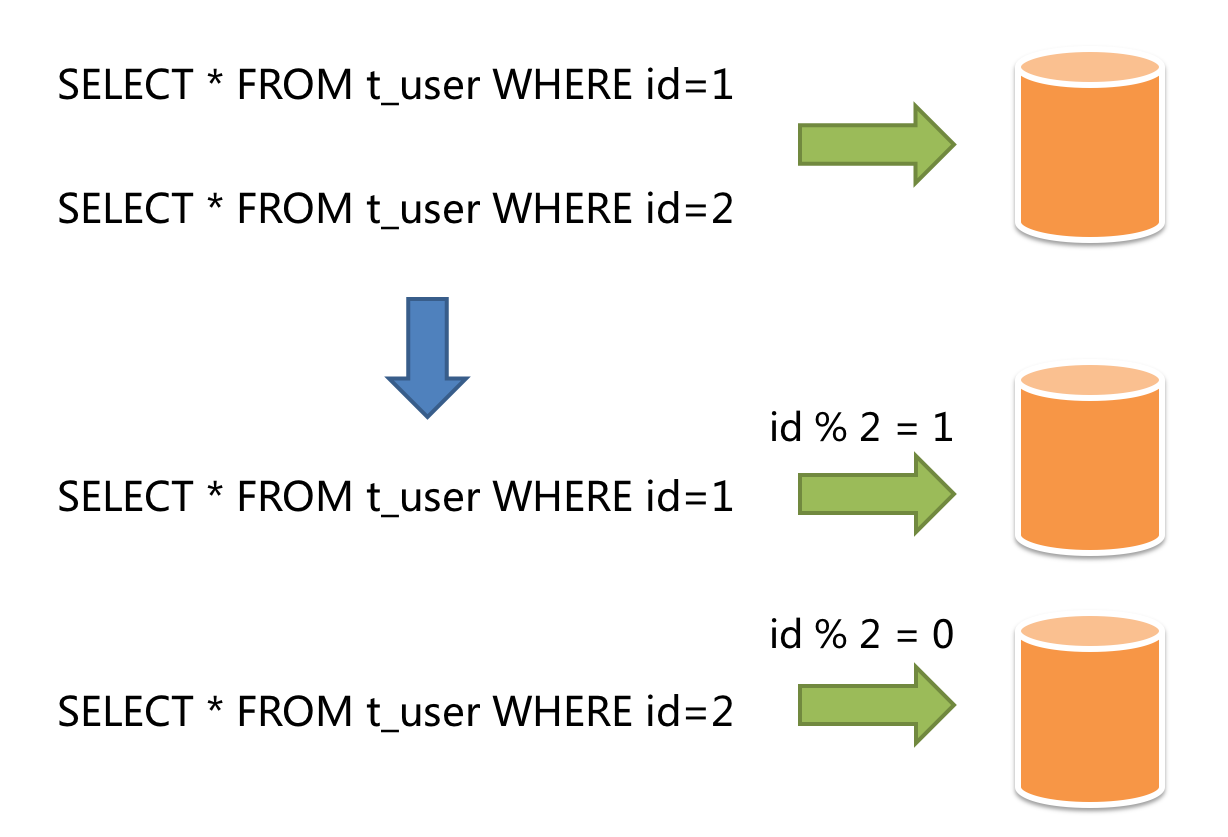 SELECT * FROM t_user WHERE id=1
SELECT * FROM t_user WHERE id=2
id % 2 = 1
SELECT * FROM t_user WHERE id=1
id % 2 = 0
SELECT * FROM t_user WHERE id=2